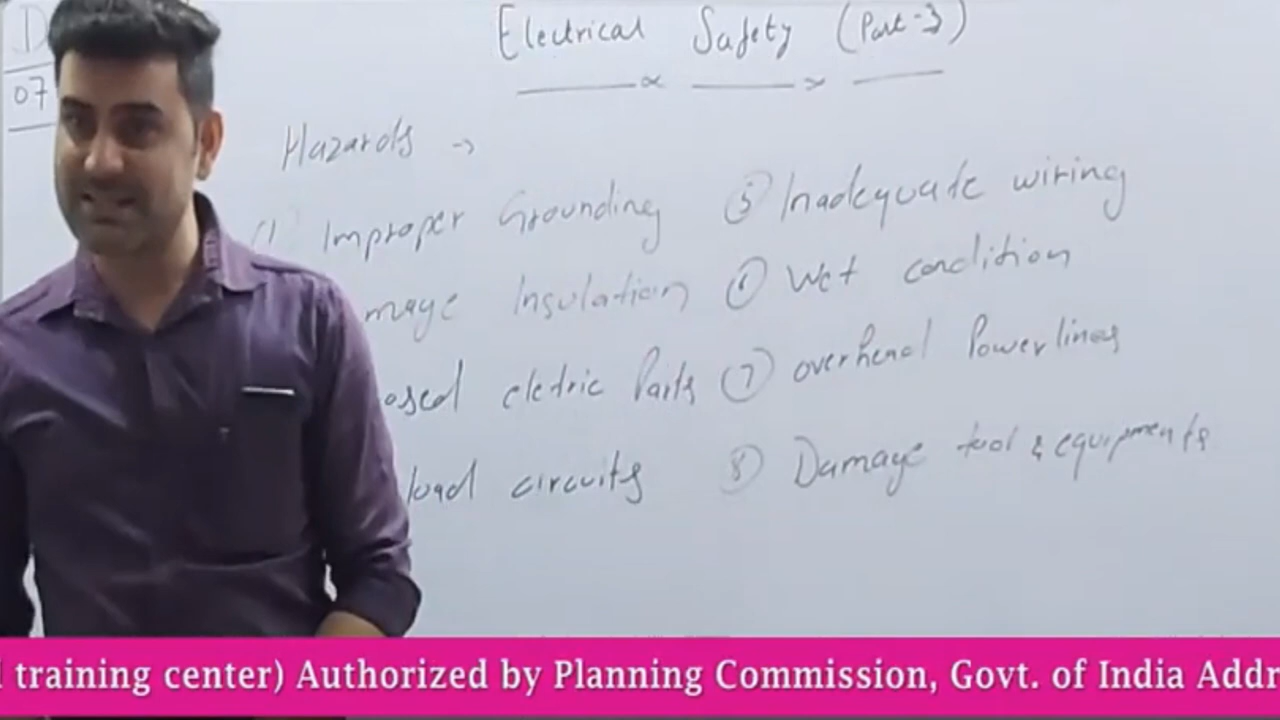 D
07
Electrical Safety (Part-3)
Hazards →
(1) Improper Grounding
mage Insulation
osed eletric Parts
load circuits
⑤ Inadequate wiring
⑥ Wet condition
⑦ overhead Powerlines
⑧ Damage tool & equipments
training center) Authorized by Planning Commission, Govt. of India Addr